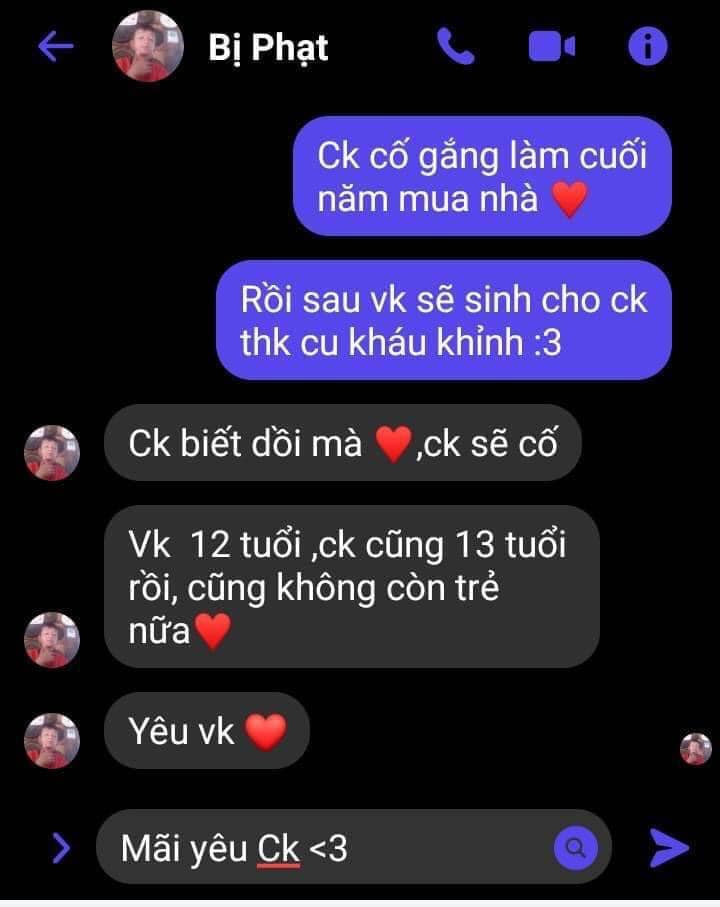 Bị Phạt
Ck cố gắng làm cuối
năm mua nhà ❤️
Rồi sau vk sẽ sinh cho ck
thk cu kháu khỉnh :3
Ck biết dồi mà ❤️,ck sẽ cố
Vk  12 tuổi ,ck cũng 13 tuổi
rồi, cũng không còn trẻ
nữa❤️
Yêu vk ❤️
Mãi yêu Ck <3